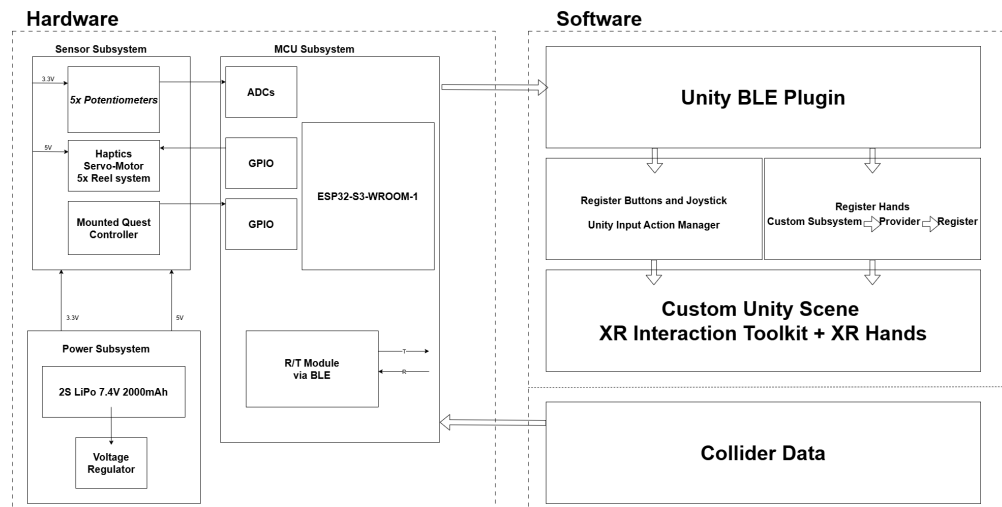 Hardware
Sensor Subsystem
3.3V
5x Potentiometers
5V
Haptics
Servo-Motor
5x Reel system
Mounted Quest
Controller
3.3V
5V
Power Subsystem
2S LiPo 7.4V 2000mAh
Voltage
Regulator
MCU Subsystem
ADCs
GPIO
GPIO
ESP32-S3-WROOM-1
R/T Module
via BLE
T
R
Software
Unity BLE Plugin
Register Buttons and Joystick
Unity Input Action Manager
Register Hands
Custom Subsystem Provider Register
Custom Unity Scene
XR Interaction Toolkit + XR Hands
Collider Data